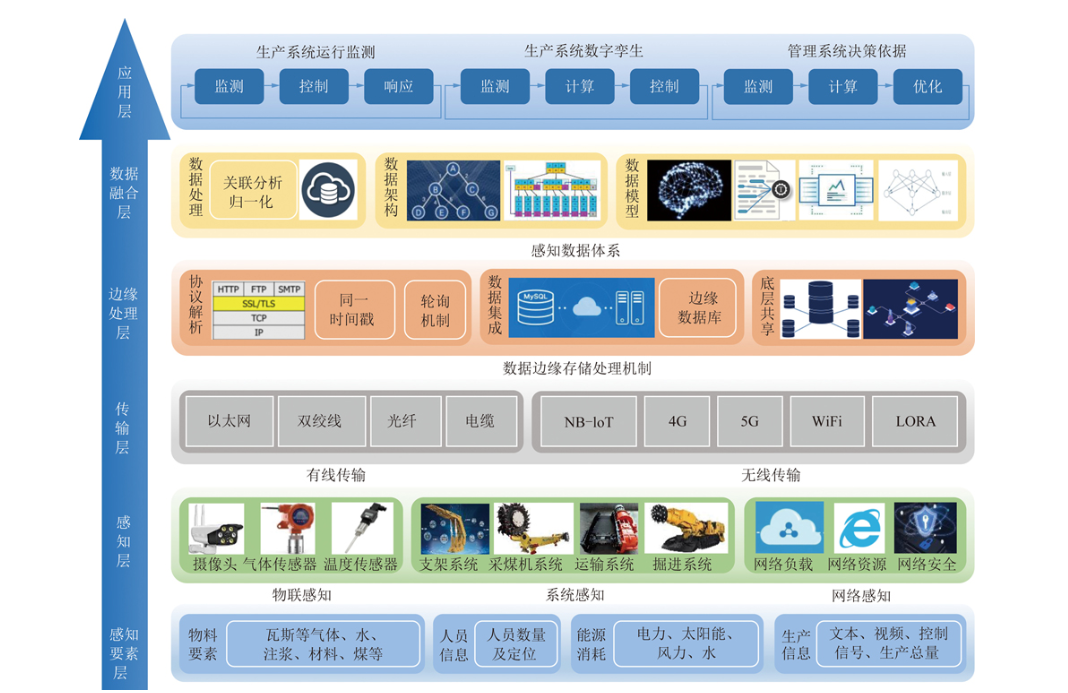 应
用
层
生产系统运行监测
生产系统数字孪生
管理系统决策依据
监测
控制
响应
监测
计算
控制
监测
计算
优化
数据
融合
层
数据处理
关联分析
归一化
数据架构
A
B
C
D
E
F
G
数据模型
感知数据体系
边缘
处理
层
协议解析
HTTP
FTP
SMTP
SSL/TLS
TCP
IP
同一
时间戳
轮询
机制
数据集成
MySQL
边缘
数据库
底层共享
数据边缘存储处理机制
传
输
层
以太网
双绞线
光纤
电缆
NB-IoT
4G
5G
WiFi
LORA
有线传输
无线传输
感
知
层
摄像头
气体传感器
温度传感器
支架系统
采煤机系统
运输系统
掘进系统
网络负载
网络资源
网络安全
物联感知
系统感知
网络感知
感知
要素
层
物料
要素
瓦斯等气体、水、
注浆、材料、煤等
人员
信息
人员数量
及定位
能源
消耗
电力、太阳能、
风力、水
生产
信息
文本、视频、控制
信号、生产总量